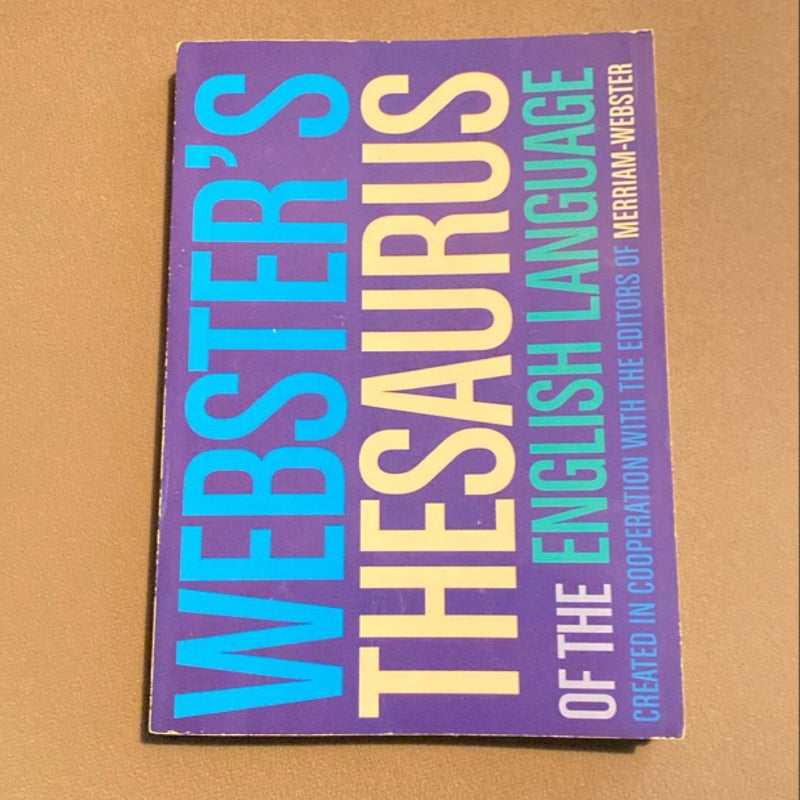 WEBSTER'S
THESAURUS
OF THE ENGLISH LANGUAGE
CREATED IN COOPERATION WITH THE EDITORS OF MERRIAM-WEBSTER